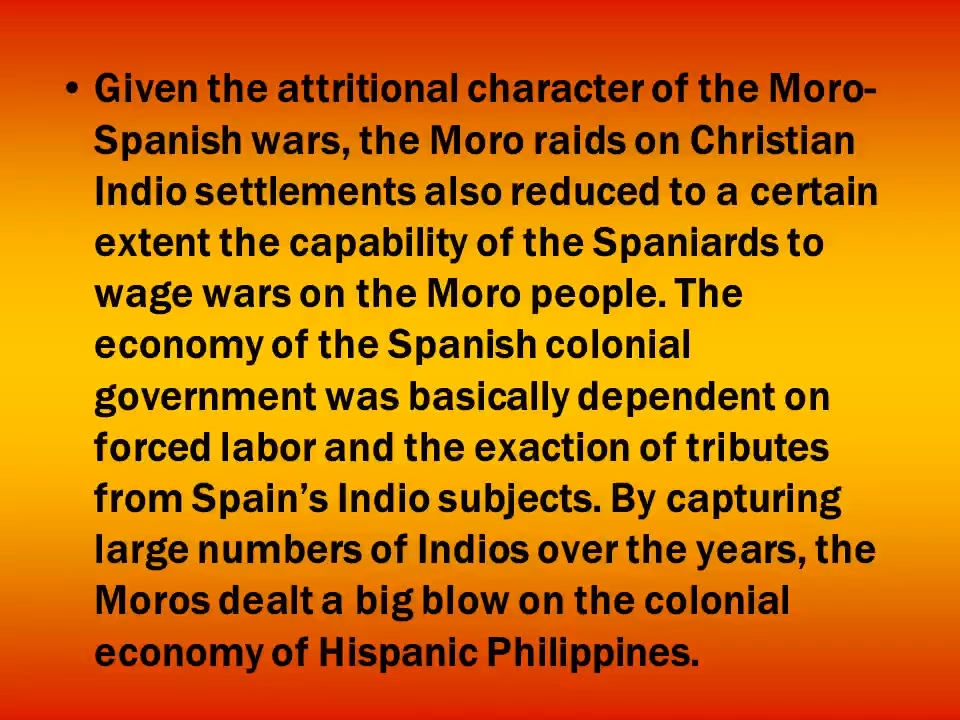 • Given the attritional character of the Moro-
Spanish wars, the Moro raids on Christian
Indio settlements also reduced to a certain
extent the capability of the Spaniards to
wage wars on the Moro people. The
economy of the Spanish colonial
government was basically dependent on
forced labor and the exaction of tributes
from Spain’s Indio subjects. By capturing
large numbers of Indios over the years, the
Moros dealt a big blow on the colonial
economy of Hispanic Philippines.